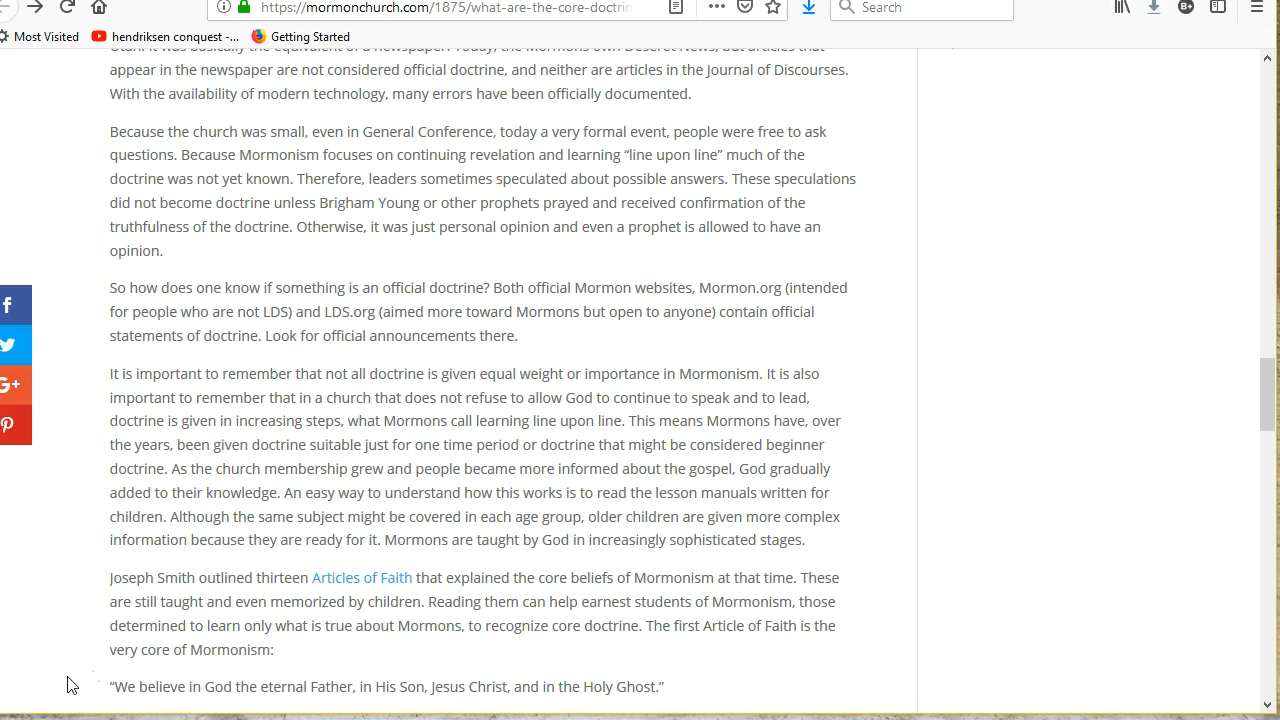 https://mormonchurch.com/1875/what-are-the-core-doctrin
Search
Most Visited
hendriksen conquest -...
Getting Started
Utah. It was basically the equivalent of a newspaper. Today, the Mormons own Deseret News, but articles that
appear in the newspaper are not considered official doctrine, and neither are articles in the Journal of Discourses.
With the availability of modern technology, many errors have been officially documented.
Because the church was small, even in General Conference, today a very formal event, people were free to ask
questions. Because Mormonism focuses on continuing revelation and learning “line upon line” much of the
doctrine was not yet known. Therefore, leaders sometimes speculated about possible answers. These speculations
did not become doctrine unless Brigham Young or other prophets prayed and received confirmation of the
truthfulness of the doctrine. Otherwise, it was just personal opinion and even a prophet is allowed to have an
opinion.
So how does one know if something is an official doctrine? Both official Mormon websites, Mormon.org (intended
for people who are not LDS) and LDS.org (aimed more toward Mormons but open to anyone) contain official
statements of doctrine. Look for official announcements there.
It is important to remember that not all doctrine is given equal weight or importance in Mormonism. It is also
important to remember that in a church that does not refuse to allow God to continue to speak and to lead,
doctrine is given in increasing steps, what Mormons call learning line upon line. This means Mormons have, over
the years, been given doctrine suitable just for one time period or doctrine that might be considered beginner
doctrine. As the church membership grew and people became more informed about the gospel, God gradually
added to their knowledge. An easy way to understand how this works is to read the lesson manuals written for
children. Although the same subject might be covered in each age group, older children are given more complex
information because they are ready for it. Mormons are taught by God in increasingly sophisticated stages.
Joseph Smith outlined thirteen Articles of Faith that explained the core beliefs of Mormonism at that time. These
are still taught and even memorized by children. Reading them can help earnest students of Mormonism, those
determined to learn only what is true about Mormons, to recognize core doctrine. The first Article of Faith is the
very core of Mormonism:
“We believe in God the eternal Father, in His Son, Jesus Christ, and in the Holy Ghost.”